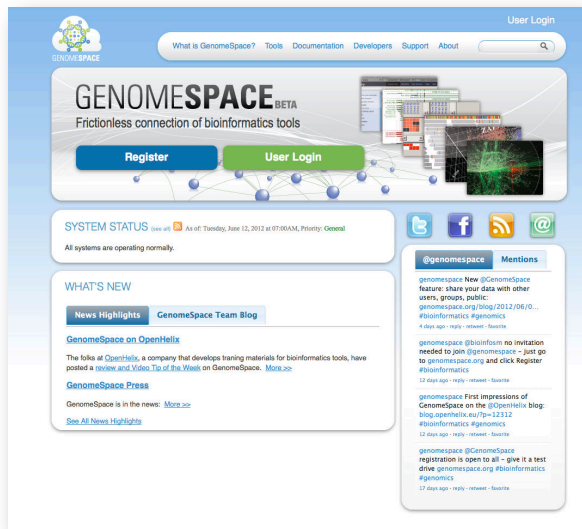 User Login
GENOMESPACE
What is GenomeSpace? Tools Documentation Developers Support About
GENOMESPACE BETA
Frictionless connection of bioinformatics tools
Register User Login
SYSTEM STATUS (see all) As of: Tuesday, June 12, 2012 at 07:00AM, Priority: General
All systems are operating normally.
WHAT'S NEW
News Highlights GenomeSpace Team Blog
GenomeSpace on OpenHelix
The folks at OpenHelix, a company that develops traning materials for bioinformatics tools, have
posted a review and Video Tip of the Week on GenomeSpace. More >>
GenomeSpace Press
GenomeSpace is in the news: More >>
See All News Highlights
@genomespace Mentions
genomespace New @GenomeSpace
feature: share your data with other
users, groups, public:
genomespace.org/blog/2012/06/0...
#bioinformatics #genomics
4 days ago · reply · retweet · favorite
genomespace @bioinfosm no invitation
needed to join @genomespace – just go
to genomespace.org and click Register
#bioinformatics
12 days ago · reply · retweet · favorite
genomespace First impressions of
GenomeSpace on the @OpenHelix blog:
blog.openhelix.eu/?p=12312
#bioinformatics #genomics
12 days ago · reply · retweet · favorite
genomespace @GenomeSpace
registration is open to all – give it a test
drive genomespace.org #bioinformatics
#genomics
17 days ago · reply · retweet · favorite